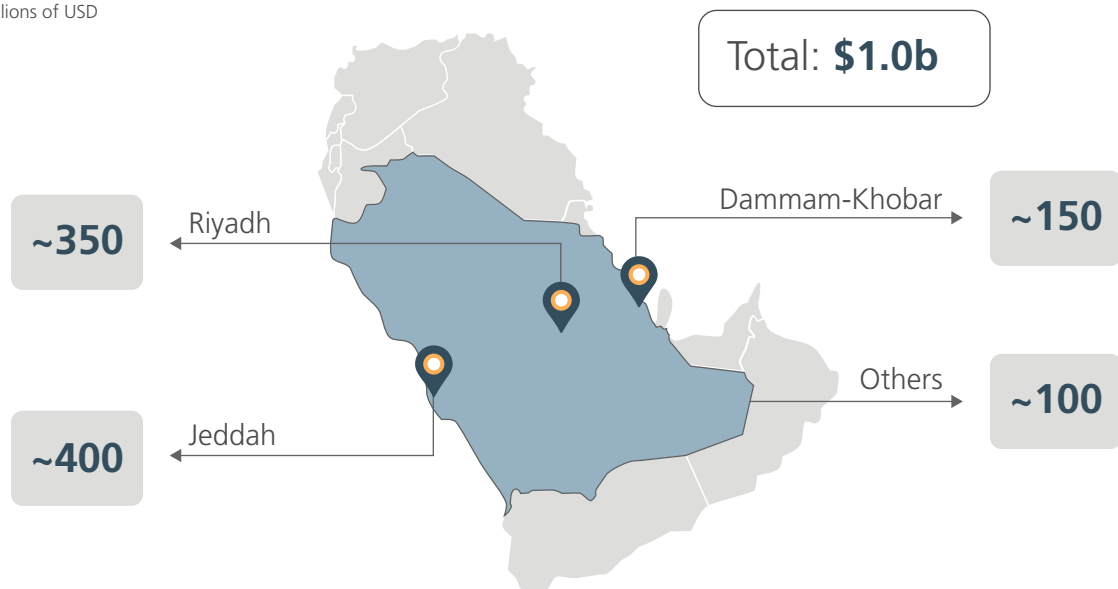 lions of USD
Total: $1.0b
Riyadh
~350
Dammam-Khobar
~150
Jeddah
~400
Others
~100